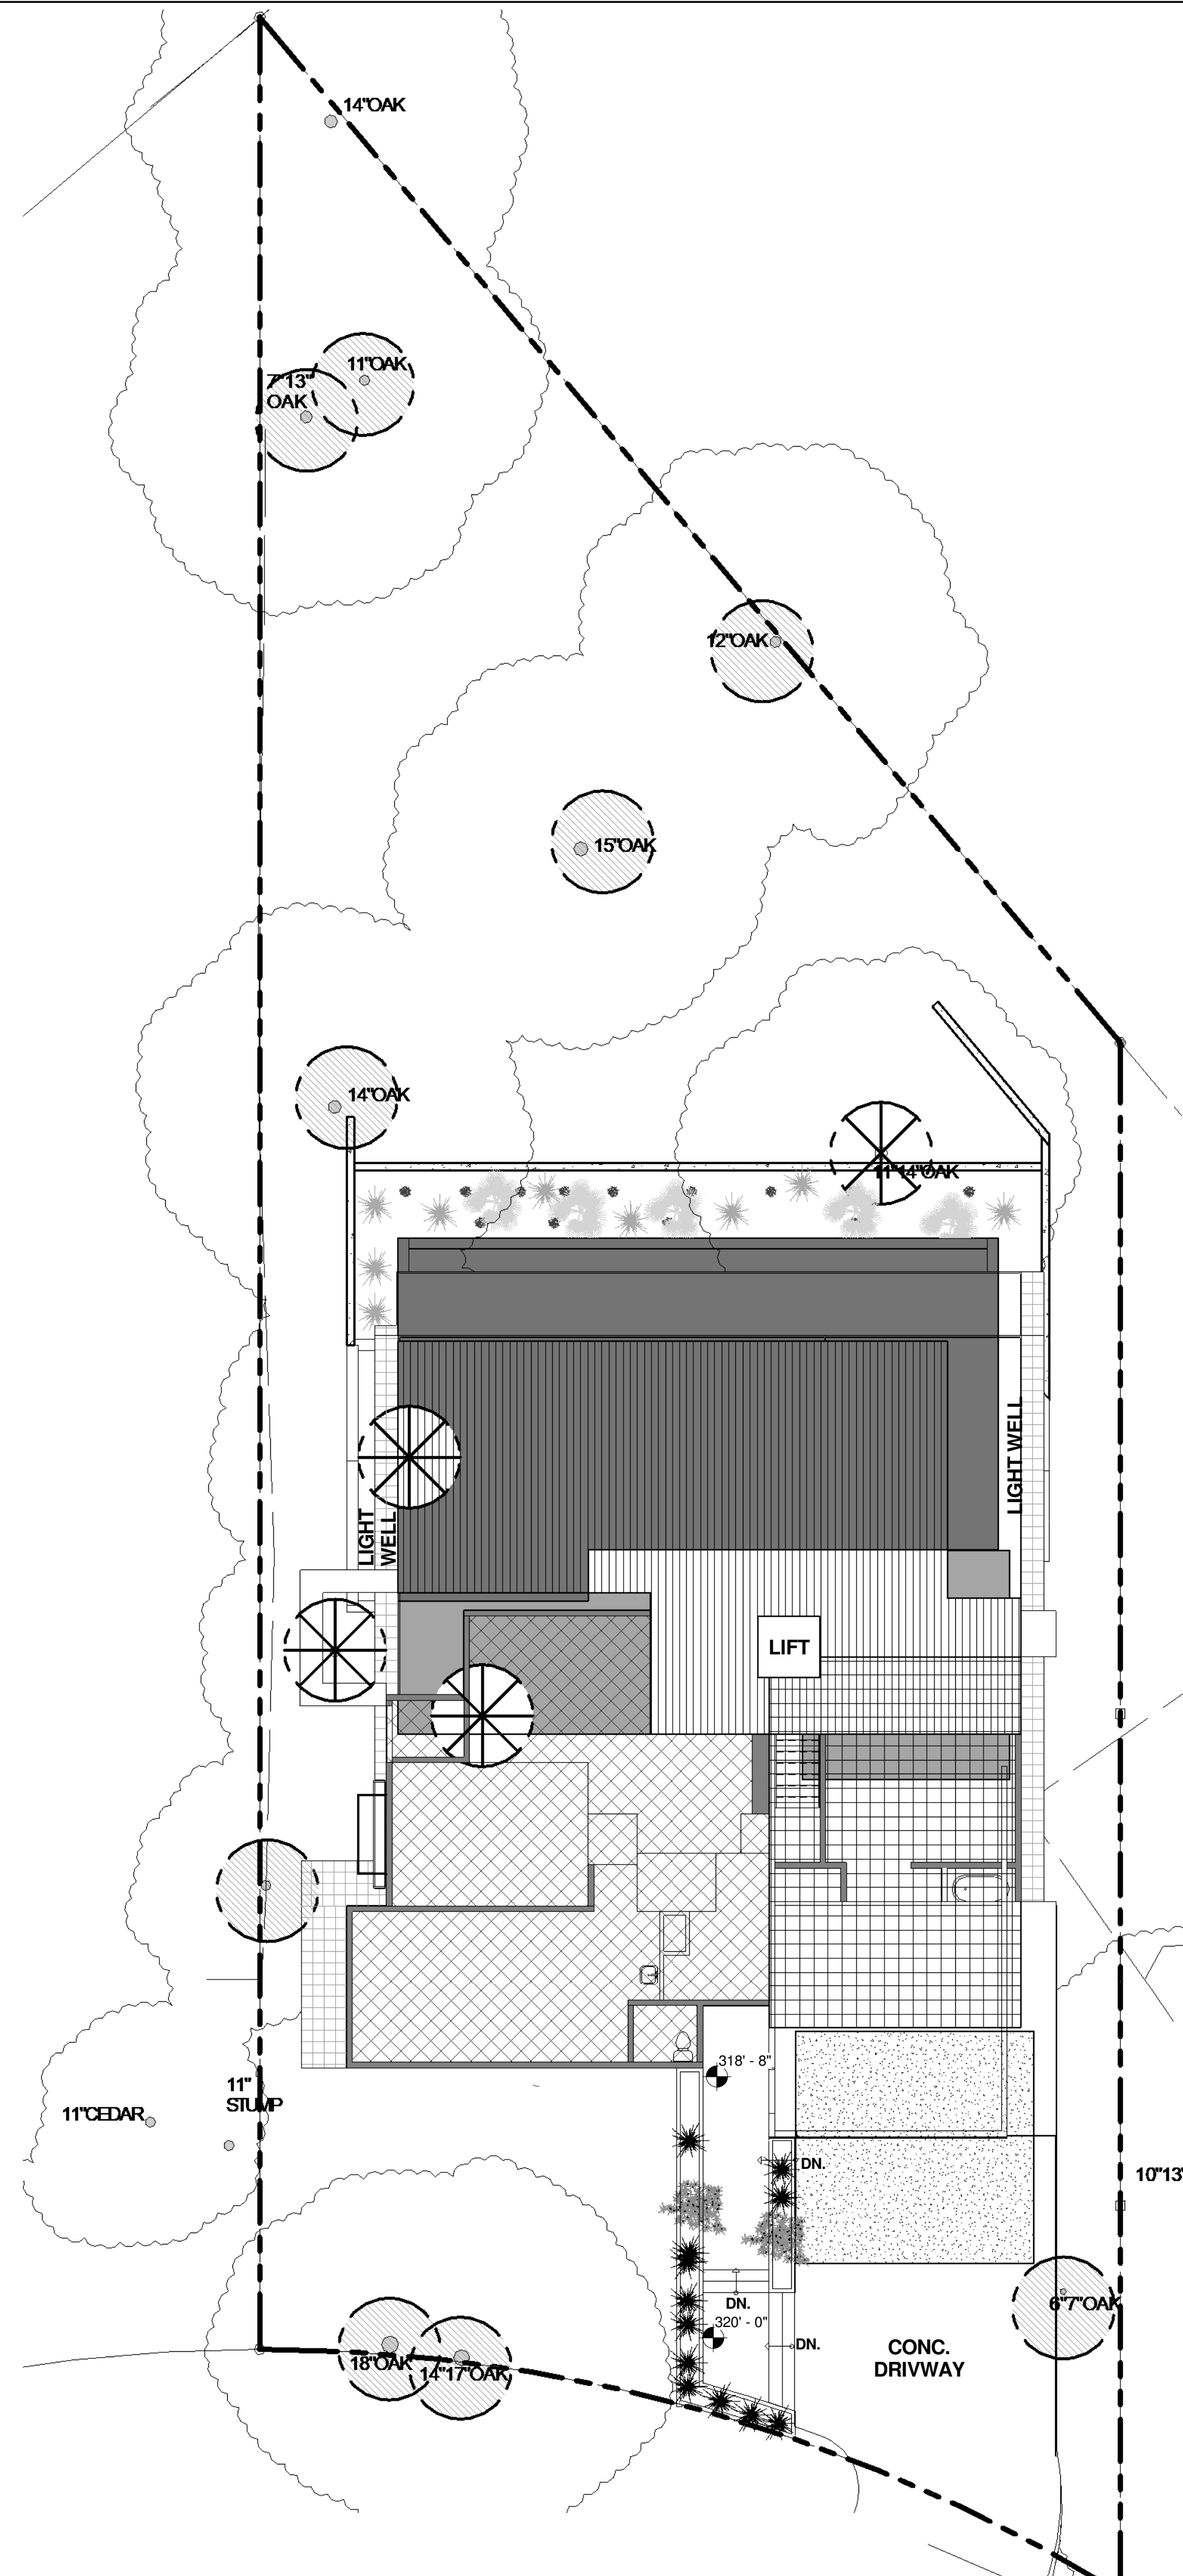 14"OAK
11"OAK
7"13"
OAK
12"OAK
15"OAK
14"OAK
11"14"OAK
LIGHT WELL
LIGHT
WELL
LIFT
318' - 8"
11"
STUMP
11"CEDAR
DN.
10"13"
DN.
6"7"OAK
320' - 0"
DN.
CONC.
DRIVWAY
18"OAK
14"17"OAK